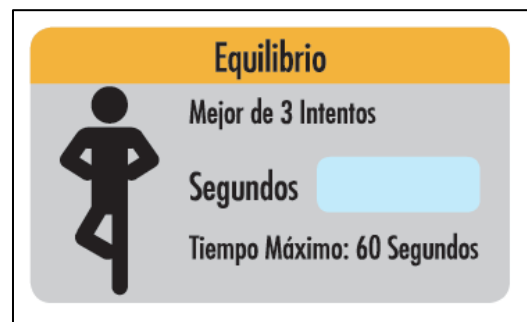 Equilibrio
Mejor de 3 Intentos
Segundos
Tiempo Máximo: 60 Segundos